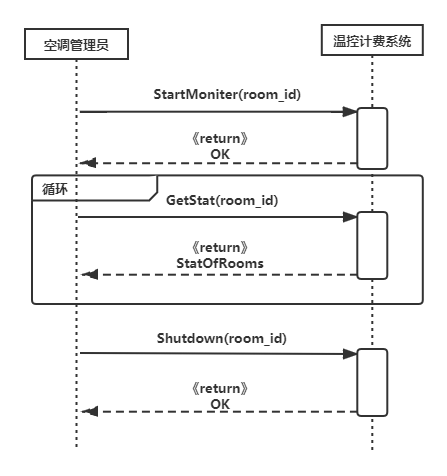 空调管理员
温控计费系统
StartMoniter(room_id)
《return》
OK
循环
GetStat(room_id)
《return》
StatOfRooms
Shutdown(room_id)
《return》
OK